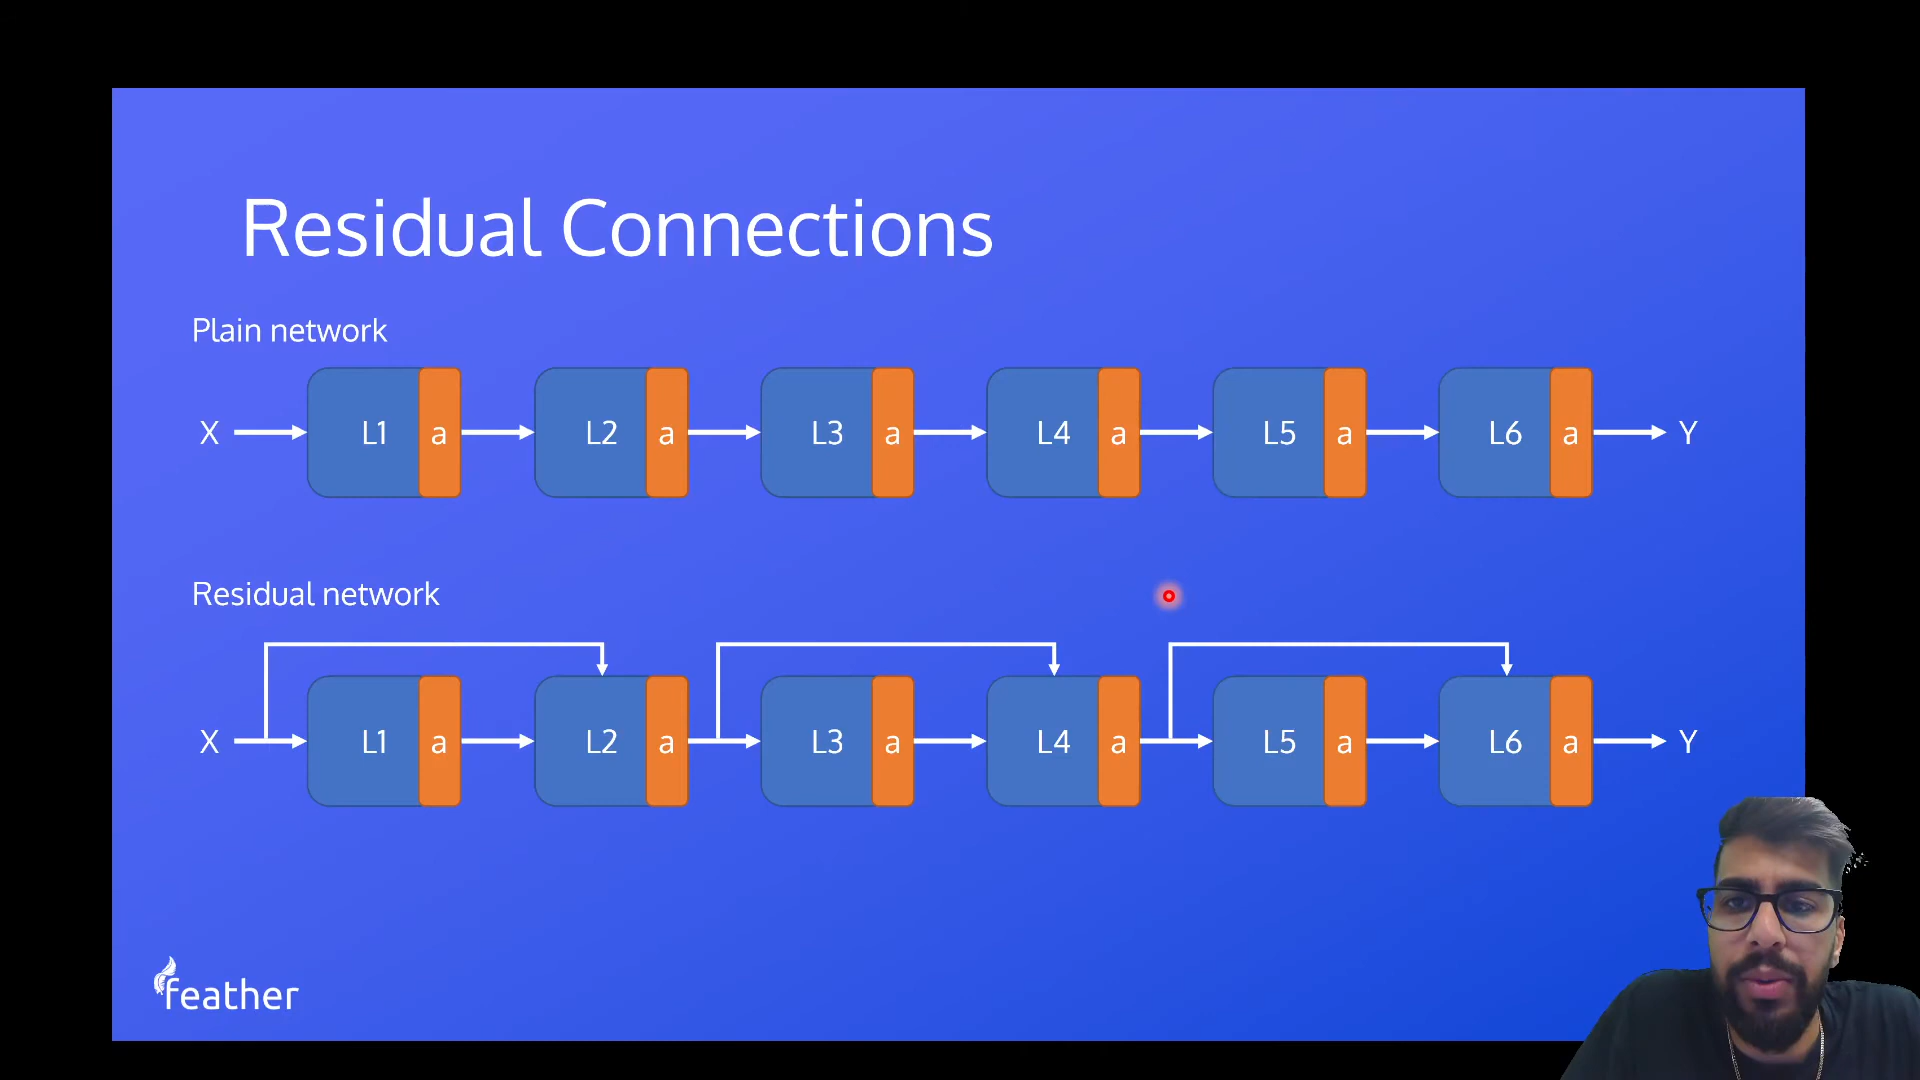 Residual Connections
Plain network
X L1 a L2 a L3 a L4 a L5 a L6 a Y
Residual network
X L1 a L2 a L3 a L4 a L5 a L6 a Y
feather